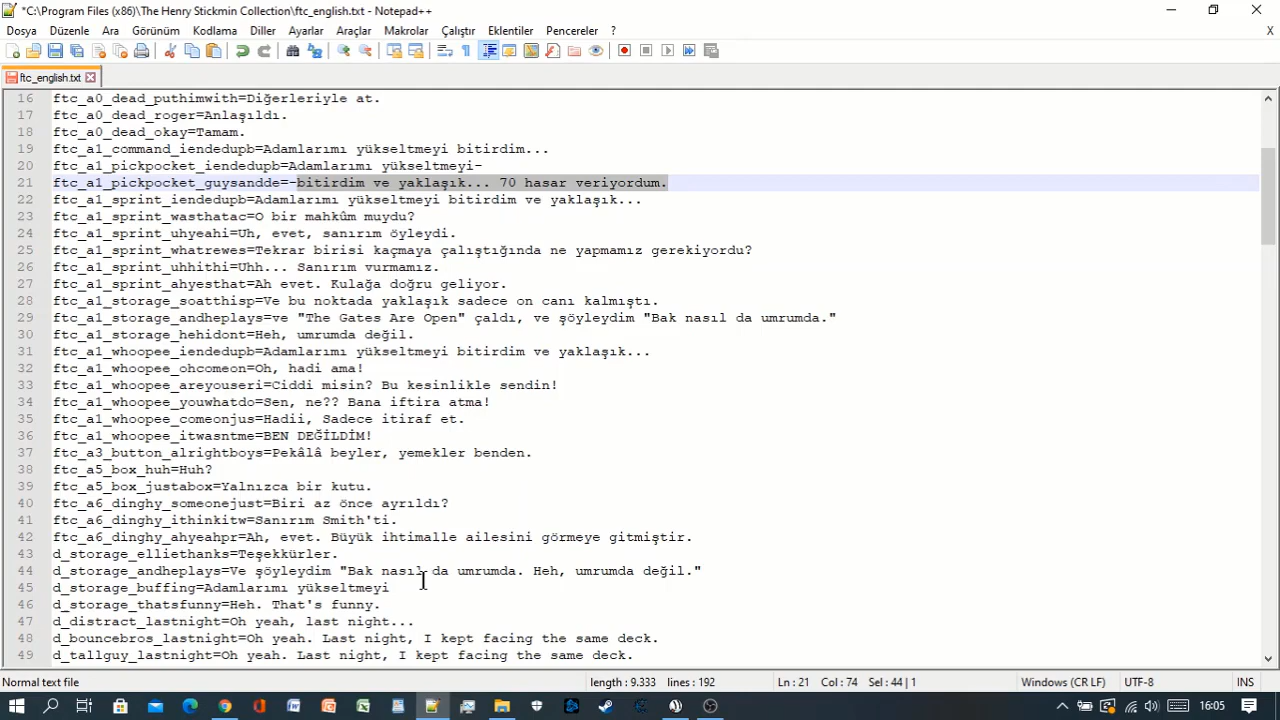 *C:\Program Files (x86)\The Henry Stickmin Collection\ftc_english.txt - Notepad++
Dosya Düzenle Ara Görünüm Kodlama Diller Ayarlar Araçlar Makrolar Çalıştır Eklentiler Pencereler ? X
ftc_english.txt
16 ftc_a0_dead_puthimwith=Diğerleriyle at.
17 ftc_a0_dead_roger=Anlaşıldı.
18 ftc_a0_dead_okay=Tamam.
19 ftc_a1_command_iendedupb=Adamlarımı yükseltmeyi bitirdim...
20 ftc_a1_pickpocket_iendedupb=Adamlarımı yükseltmeyi-
21 ftc_a1_pickpocket_guysandde=-bitirdim ve yaklaşık... 70 hasar veriyordum.
22 ftc_a1_sprint_iendedupb=Adamlarımı yükseltmeyi bitirdim ve yaklaşık...
23 ftc_a1_sprint_wasthatac=O bir mahkûm muydu?
24 ftc_a1_sprint_uhyeahi=Uh, evet, sanırım öyleydi.
25 ftc_a1_sprint_whatrewes=Tekrar birisi kaçmaya çalıştığında ne yapmamız gerekiyordu?
26 ftc_a1_sprint_uhhithi=Uhh... Sanırım vurmamız.
27 ftc_a1_sprint_ahyesthat=Ah evet. Kulağa doğru geliyor.
28 ftc_a1_storage_soatthisp=Ve bu noktada yaklaşık sadece on canı kalmıştı.
29 ftc_a1_storage_andheplays=ve "The Gates Are Open" çaldı, ve şöyleydim "Bak nasıl da umrumda."
30 ftc_a1_storage_hehidont=Heh, umrumda değil.
31 ftc_a1_whoopee_iendedupb=Adamlarımı yükseltmeyi bitirdim ve yaklaşık...
32 ftc_a1_whoopee_ohcomeon=Oh, hadi ama!
33 ftc_a1_whoopee_areyouseri=Ciddi misin? Bu kesinlikle sendin!
34 ftc_a1_whoopee_youwhatdo=Sen, ne?? Bana iftira atma!
35 ftc_a1_whoopee_comeonjus=Hadii, Sadece itiraf et.
36 ftc_a1_whoopee_itwasntme=BEN DEĞİLDİM!
37 ftc_a3_button_alrightboys=Pekâlâ beyler, yemekler benden.
38 ftc_a5_box_huh=Huh?
39 ftc_a5_box_justabox=Yalnızca bir kutu.
40 ftc_a6_dinghy_someonejust=Biri az önce ayrıldı?
41 ftc_a6_dinghy_ithinkitw=Sanırım Smith'ti.
42 ftc_a6_dinghy_ahyeahpr=Ah, evet. Büyük ihtimalle ailesini görmeye gitmiştir.
43 d_storage_elliethanks=Teşekkürler.
44 d_storage_andheplays=Ve şöyleydim "Bak nasıl da umrumda. Heh, umrumda değil."
45 d_storage_buffing=Adamlarımı yükseltmeyi
46 d_storage_thatsfunny=Heh. That's funny.
47 d_distract_lastnight=Oh yeah, last night...
48 d_bouncebros_lastnight=Oh yeah. Last night, I kept facing the same deck.
49 d_tallguy_lastnight=Oh yeah. Last night, I kept facing the same deck.
Normal text file length : 9.333 lines : 192 Ln : 21 Col : 74 Sel : 44 | 1 Windows (CR LF) UTF-8 INS
16:05